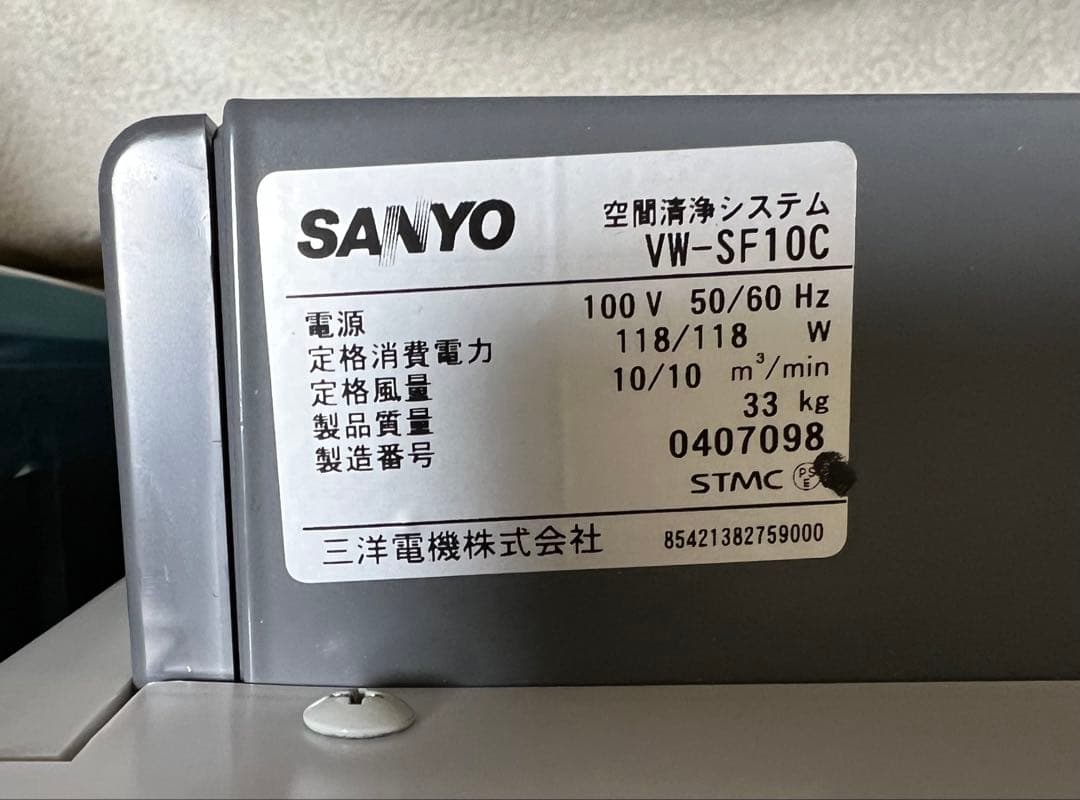 SANYO
空間清浄システム
VW-SF10C
電源 100 V 50/60 Hz
定格消費電力 118/118 W
定格風量 10/10 m³/min
製品質量 33 kg
製造番号 0407098
STMC PS E
三洋電機株式会社 85421382759000